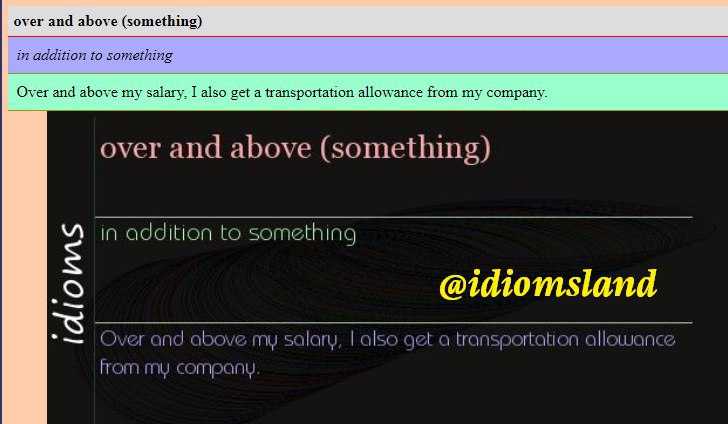 over and above (something)
in addition to something
Over and above my salary, I also get a transportation allowance from my company.
over and above (something)
in addition to something
@idiomsland
idioms
Over and above my salary, I also get a transportation allowance
from my company.